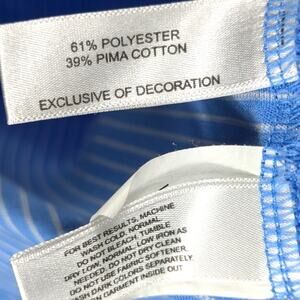 61% POLYESTER
39% PIMA COTTON
EXCLUSIVE OF DECORATION
FOR BEST RESULTS, MACHINE
WASH COLD, NORMAL.
DO NOT BLEACH. TUMBLE
DRY LOW, NORMAL. LOW IRON AS
NEEDED. DO NOT DRY CLEAN
DO NOT USE FABRIC SOFTENER.
WASH DARK COLORS SEPARATELY.
GARMENT INSIDE OUT